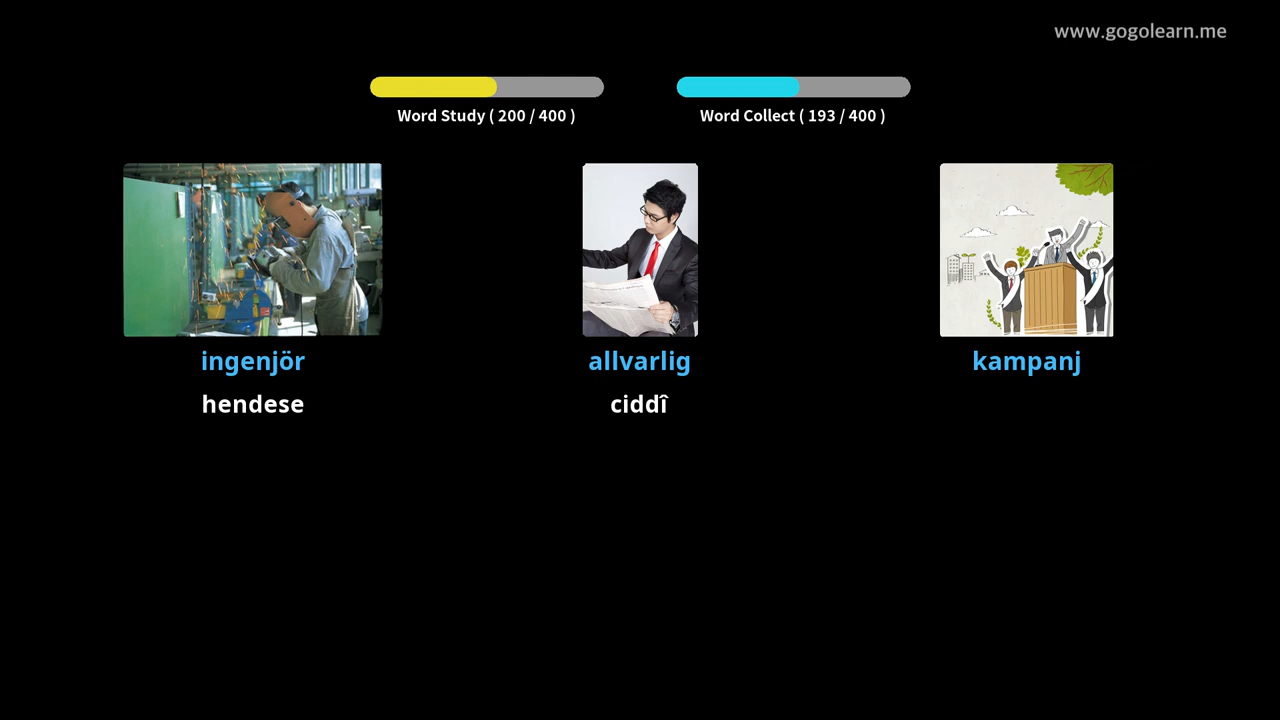 www.gogolearn.me
Word Study ( 200 / 400 )
Word Collect ( 193 / 400 )
ingenjör
allvarlig
kampanj
hendese
ciddî